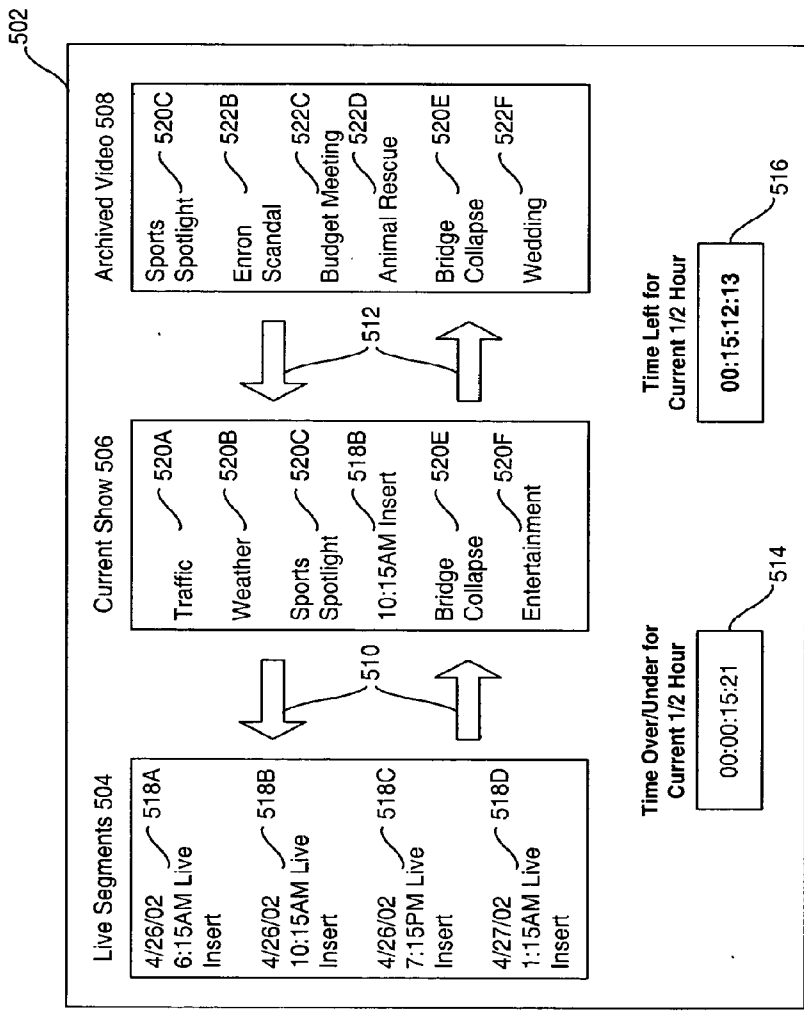 502
Live Segments 504
4/26/02
6:15AM Live
Insert
518A
4/26/02
10:15AM Live
Insert
518B
4/26/02
7:15PM Live
Insert
518C
4/27/02
1:15AM Live
Insert
518D
510
Current Show 506
Traffic
520A
Weather
520B
Sports
Spotlight
520C
518B
10:15AM Insert
Bridge
Collapse
520E
Entertainment
520F
512
Archived Video 508
Sports
Spotlight
520C
Enron
Scandal
522B
522C
Budget Meeting
522D
Animal Rescue
Bridge
Collapse
520E
Wedding
522F
Time Over/Under for
Current 1/2 Hour
00:00:15:21
514
Time Left for
Current 1/2 Hour
00:15:12:13
516